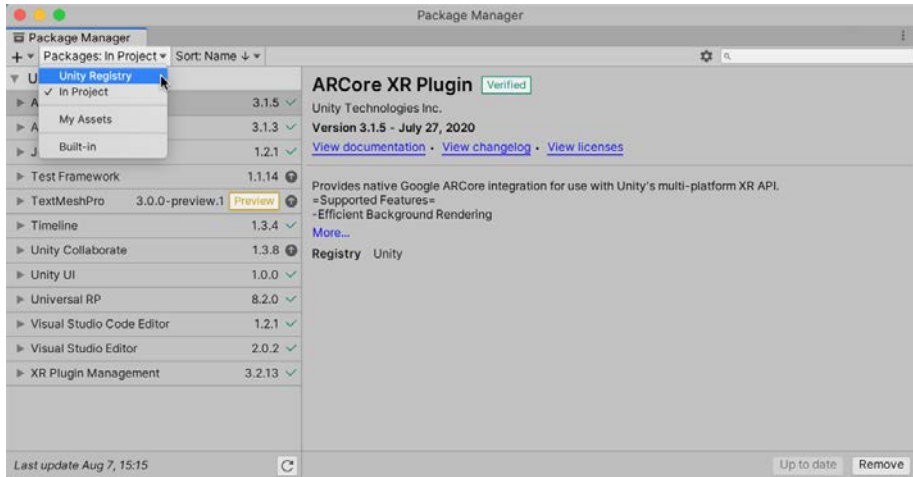 Package Manager
Package Manager
+ Packages: In Project Sort: Name ↓
U
Unity Registry
✓ In Project
My Assets
Built-in
A 3.1.5
A 3.1.3
J 1.2.1
Test Framework 1.1.14
TextMeshPro 3.0.0-preview.1 Preview
Timeline 1.3.4
Unity Collaborate 1.3.8
Unity UI 1.0.0
Universal RP 8.2.0
Visual Studio Code Editor 1.2.1
Visual Studio Editor 2.0.2
XR Plugin Management 3.2.13
Last update Aug 7, 15:15
ARCore XR Plugin Verified
Unity Technologies Inc.
Version 3.1.5 - July 27, 2020
View documentation • View changelog • View licenses
Provides native Google ARCore integration for use with Unity's multi-platform XR API.
=Supported Features=
-Efficient Background Rendering
More...
Registry Unity
Up to date Remove